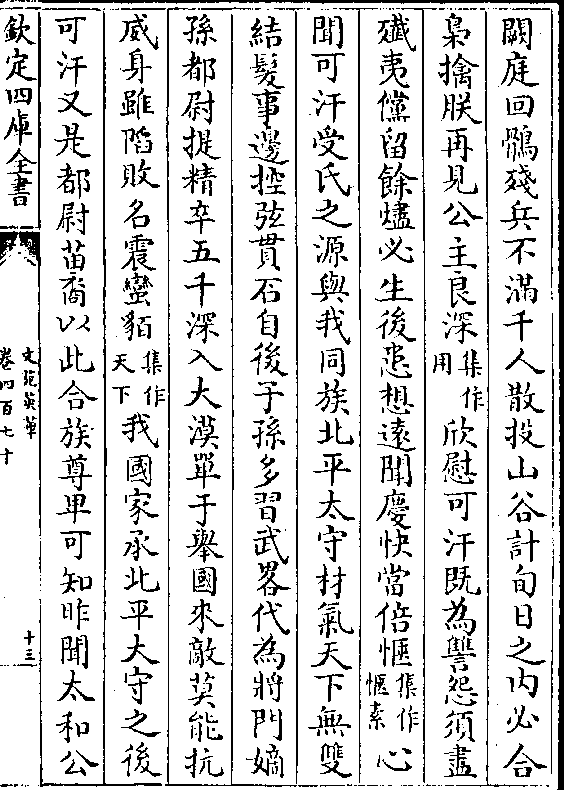 闕庭回鶻殘兵不滿千人散投山谷計旬日之内必合
梟擒朕再見公主良深集作用欣慰可汗既為讐怨須盡
殱夷儻留餘燼必生後患想遠聞慶快當倍愜集作愜素心
聞可汗受氏之源與我同族北平太守材氣天下無雙
結髮事邊控弦貫石自後子孫多習武畧代為將門嫡
孫都尉提精卒五千深入大漠單于舉國來敵莫能抗
威身雖陷敗名震蠻貊集作天下我國家承北平大守之後
可汗又是都尉苗裔以此合族尊卑可知昨聞太和公
欽定四庫全書
文苑英華
卷四百七十
十三